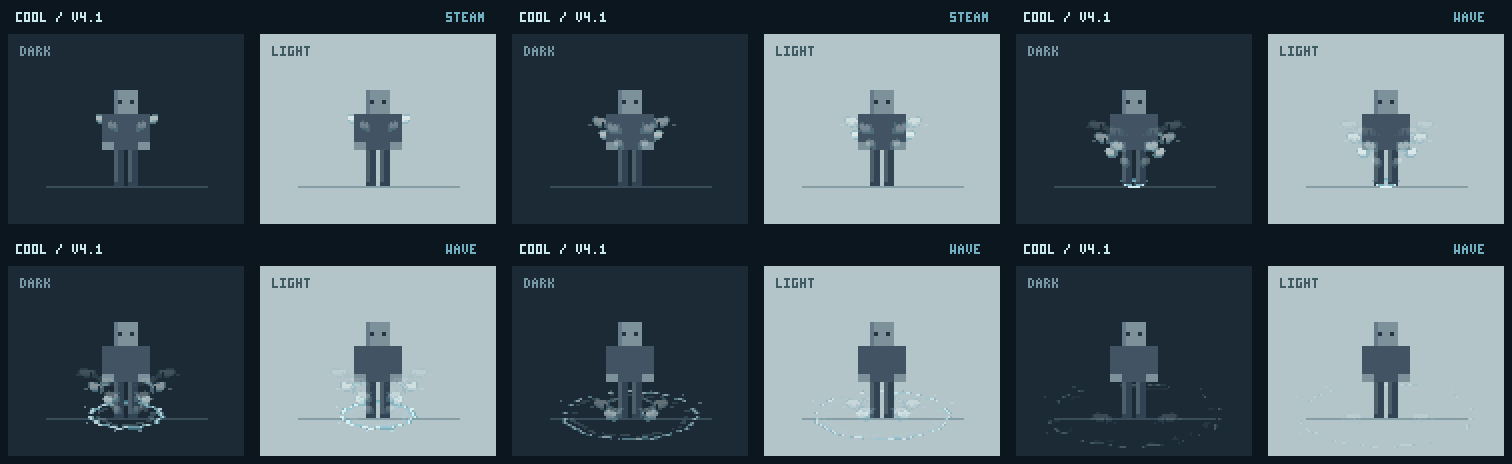 COOL / V4.1 STEAM COOL / V4.1 STEAM COOL / V4.1 WAVE
DARK LIGHT DARK LIGHT DARK LIGHT
COOL / V4.1 WAVE COOL / V4.1 WAVE COOL / V4.1 WAVE
DARK LIGHT DARK LIGHT DARK LIGHT